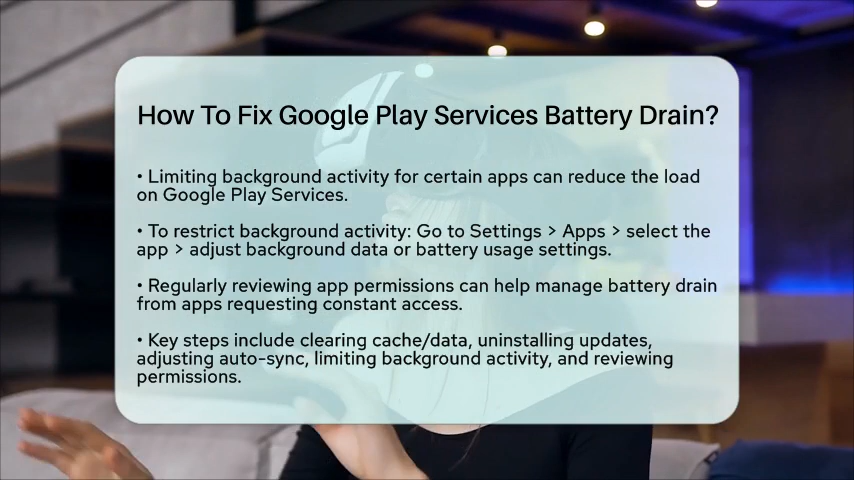 How To Fix Google Play Services Battery Drain?
• Limiting background activity for certain apps can reduce the load
on Google Play Services.
• To restrict background activity: Go to Settings > Apps > select the
app > adjust background data or battery usage settings.
• Regularly reviewing app permissions can help manage battery drain
from apps requesting constant access.
• Key steps include clearing cache/data, uninstalling updates,
adjusting auto-sync, limiting background activity, and reviewing
permissions.